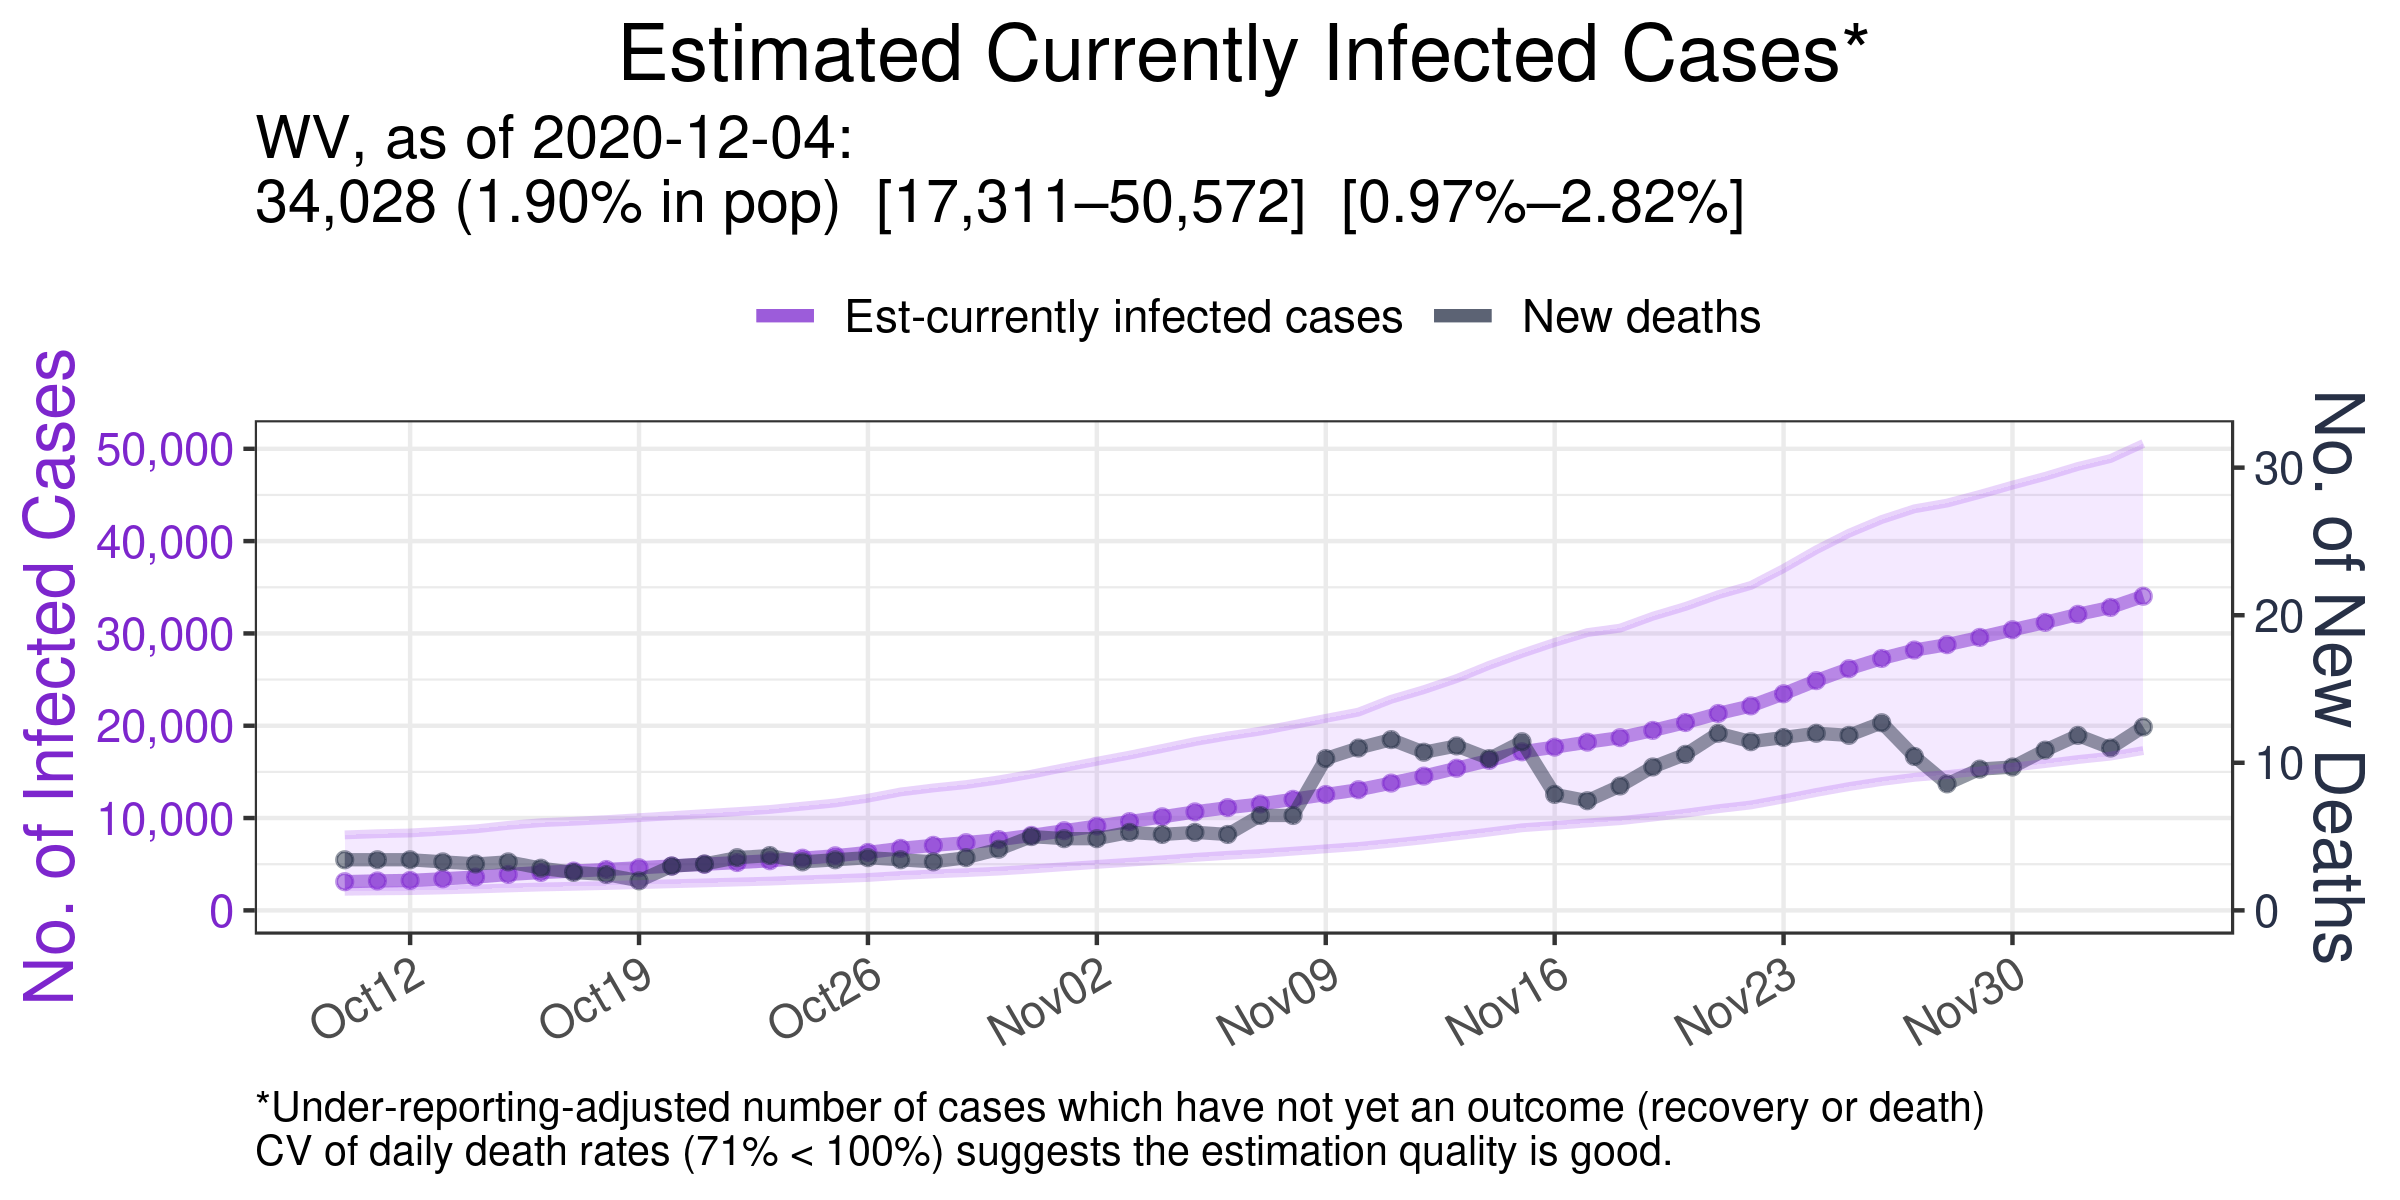 Estimated Currently Infected Cases*
WV, as of 2020-12-04:
34,028 (1.90% in pop)  [17,311–50,572]  [0.97%–2.82%]
Est-currently infected cases
New deaths
No. of Infected Cases
50,000
40,000
30,000
20,000
10,000
0
30
20
10
0
No. of New Deaths
Oct12
Oct19
Oct26
Nov02
Nov09
Nov16
Nov23
Nov30
*Under-reporting-adjusted number of cases which have not yet an outcome (recovery or death)
CV of daily death rates (71% < 100%) suggests the estimation quality is good.